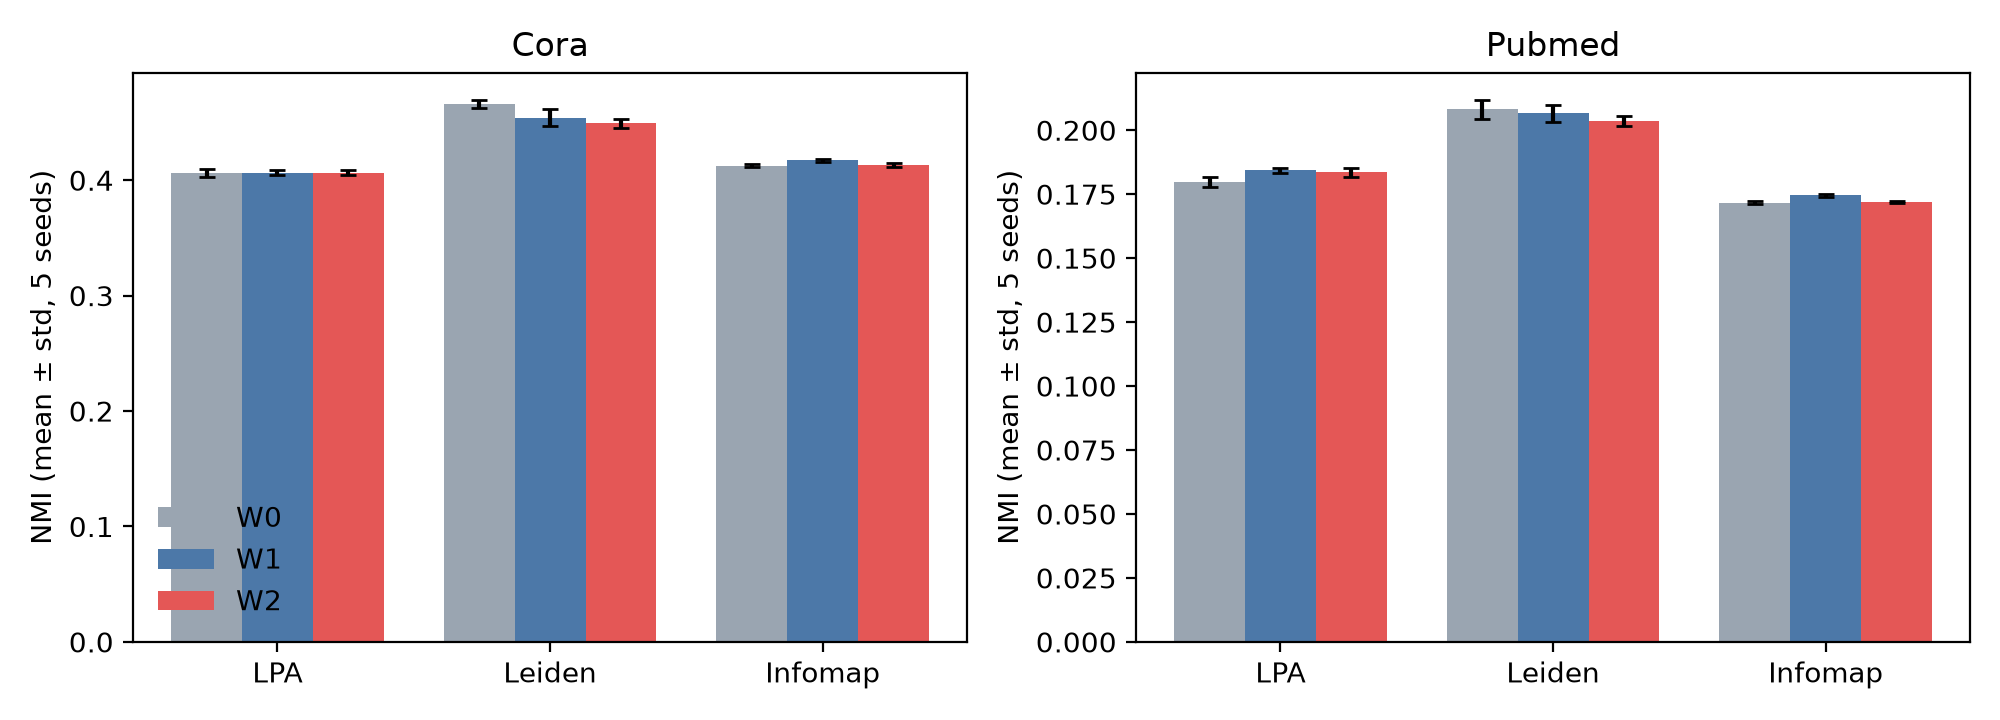 Cora
NMI (mean ± std, 5 seeds)
0.4
0.3
0.2
0.1
0.0
W0
W1
W2
LPA
Leiden
Infomap
Pubmed
NMI (mean ± std, 5 seeds)
0.200
0.175
0.150
0.125
0.100
0.075
0.050
0.025
0.000
LPA
Leiden
Infomap